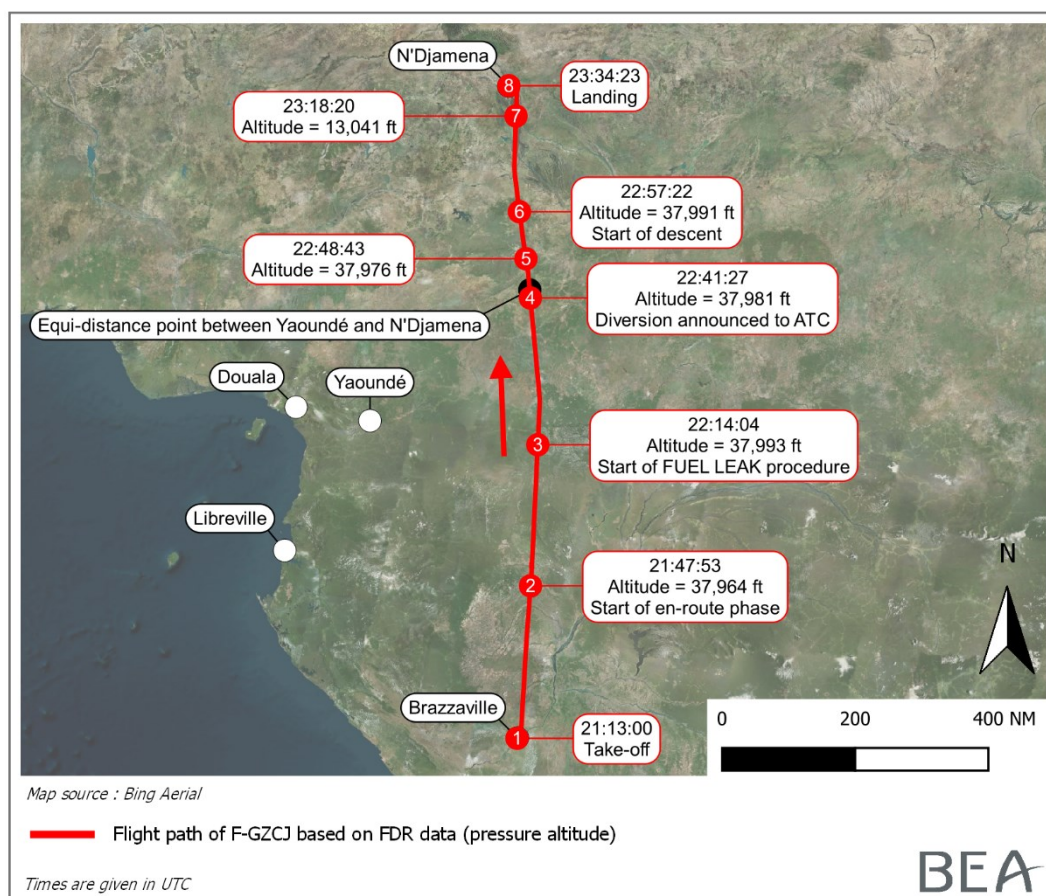 N'Djamena
8
23:34:23
Landing
23:18:20
Altitude = 13,041 ft
7
22:57:22
Altitude = 37,991 ft
Start of descent
6
22:48:43
Altitude = 37,976 ft
5
22:41:27
Altitude = 37,981 ft
Diversion announced to ATC
4
Equi-distance point between Yaoundé and N'Djamena
Douala
Yaoundé
3
22:14:04
Altitude = 37,993 ft
Start of FUEL LEAK procedure
Libreville
N
2
21:47:53
Altitude = 37,964 ft
Start of en-route phase
Brazzaville
1
21:13:00
Take-off
0 200 400 NM
Map source : Bing Aerial
Flight path of F-GZCJ based on FDR data (pressure altitude)
Times are given in UTC
BEA